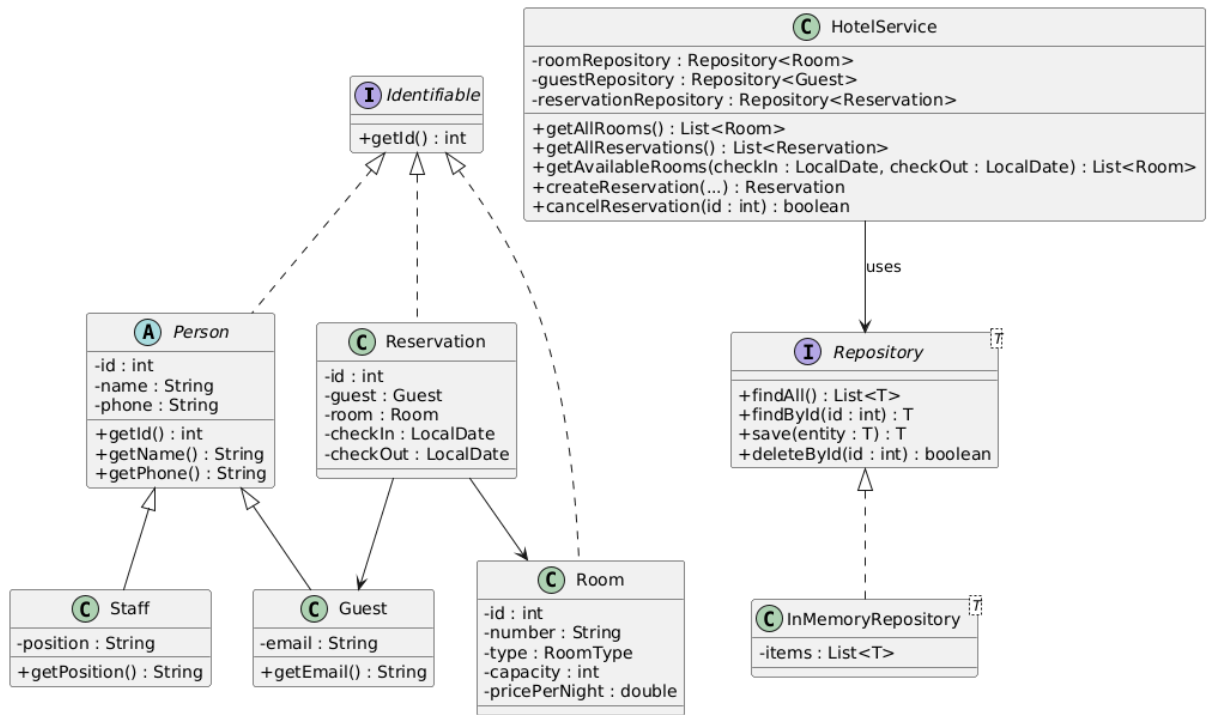 C HotelService
-roomRepository : Repository<Room>
-guestRepository : Repository<Guest>
-reservationRepository : Repository<Reservation>
+getAllRooms() : List<Room>
+getAllReservations() : List<Reservation>
+getAvailableRooms(checkIn : LocalDate, checkOut : LocalDate) : List<Room>
+createReservation(...) : Reservation
+cancelReservation(id : int) : boolean
I Identifiable
+getId() : int
uses
A Person
-id : int
-name : String
-phone : String
+getId() : int
+getName() : String
+getPhone() : String
C Reservation
-id : int
-guest : Guest
-room : Room
-checkIn : LocalDate
-checkOut : LocalDate
I Repository T
+findAll() : List<T>
+findById(id : int) : T
+save(entity : T) : T
+deleteById(id : int) : boolean
C Staff
-position : String
+getPosition() : String
C Guest
-email : String
+getEmail() : String
C Room
-id : int
-number : String
-type : RoomType
-capacity : int
-pricePerNight : double
C InMemoryRepository T
-items : List<T>